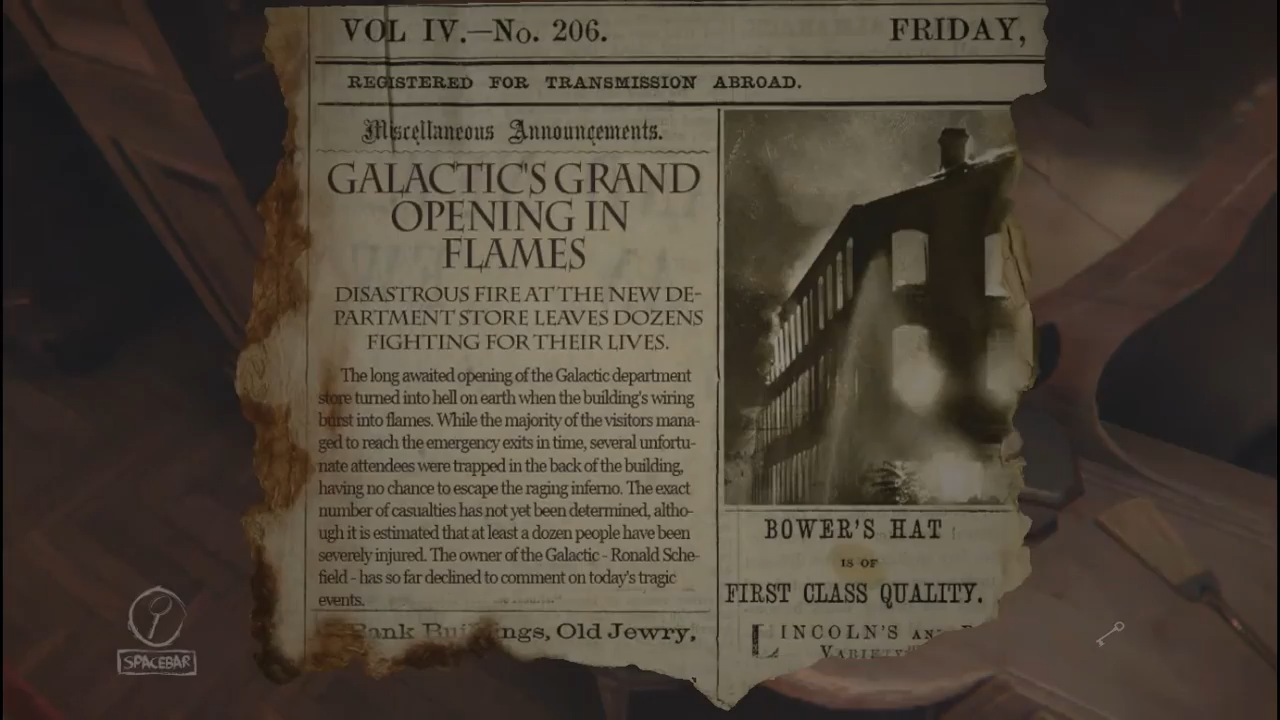 VOL IV.—No. 206.
FRIDAY,
REGISTERED FOR TRANSMISSION ABROAD.
Miscellaneous Announcements.
GALACTIC'S GRAND
OPENING IN
FLAMES
DISASTROUS FIRE AT THE NEW DE-
PARTMENT STORE LEAVES DOZENS
FIGHTING FOR THEIR LIVES.
The long awaited opening of the Galactic department
store turned into hell on earth when the building's wiring
burst into flames. While the majority of the visitors mana-
ged to reach the emergency exits in time, several unfortu-
nate attendees were trapped in the back of the building,
having no chance to escape the raging inferno. The exact
number of casualties has not yet been determined, altho-
ugh it is estimated that at least a dozen people have been
severely injured. The owner of the Galactic - Ronald Sche-
field - has so far declined to comment on today's tragic
events.
Bank Buildings, Old Jewry,
BOWER'S HAT
IS OF
FIRST CLASS QUALITY.
LINCOLN'S AND
VARIETY
SPACEBAR